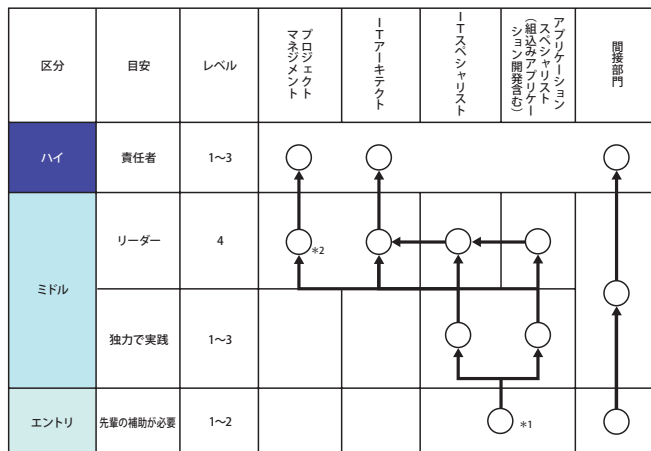 区分
目安
レベル
プロジェクト
マネジメント
ITアーキテクト
ITスペシャリスト
アプリケーション
スペシャリスト
(組込みアプリケー
ション開発含む)
間接部門
ハイ
責任者
1〜3
ミドル
リーダー
4
*2
独力で実践
1〜3
エントリ
先輩の補助が必要
1〜2
*1